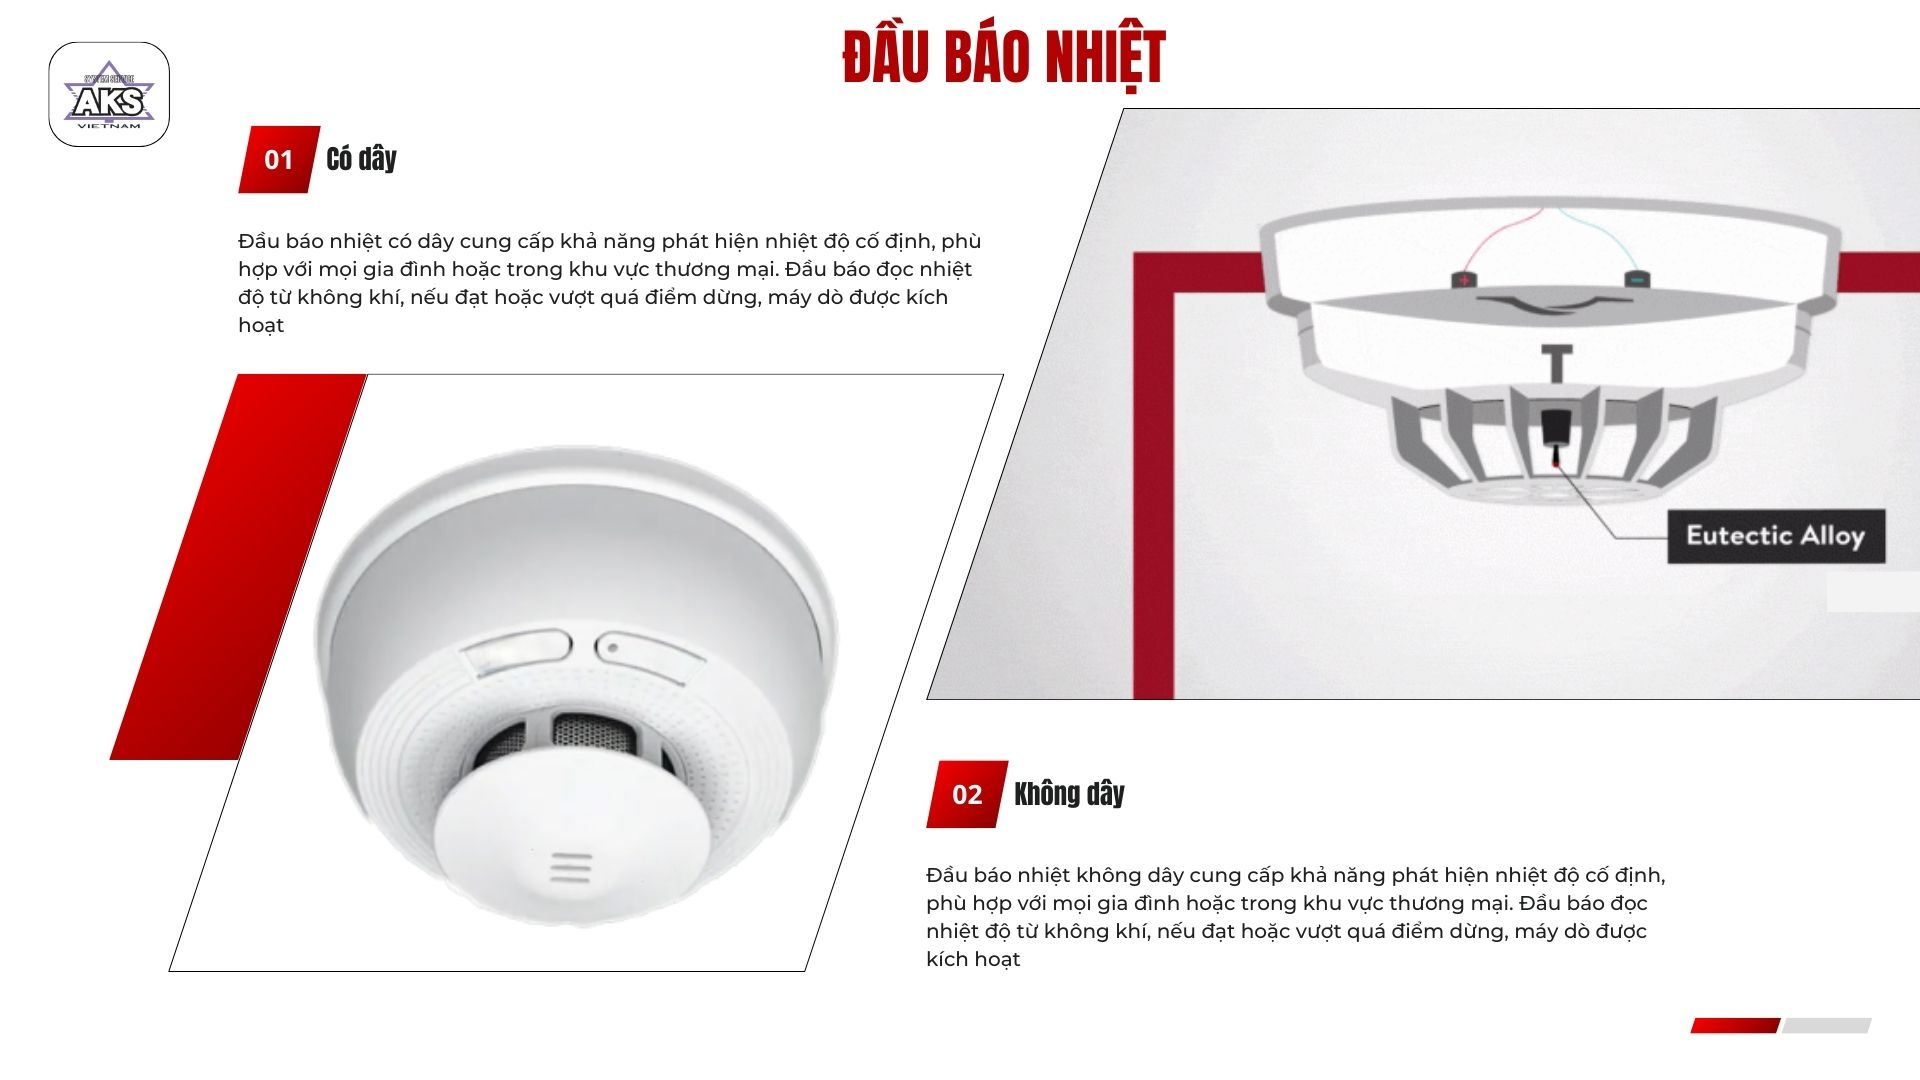 ĐẦU BÁO NHIỆT
SYSTEM SERVICE
AKS
VIETNAM
01 Có dây
Đầu báo nhiệt có dây cung cấp khả năng phát hiện nhiệt độ cố định, phù
hợp với mọi gia đình hoặc trong khu vực thương mại. Đầu báo đọc nhiệt
độ từ không khí, nếu đạt hoặc vượt quá điểm dừng, máy dò được kích
hoạt
+
-
Eutectic Alloy
02 Không dây
Đầu báo nhiệt không dây cung cấp khả năng phát hiện nhiệt độ cố định,
phù hợp với mọi gia đình hoặc trong khu vực thương mại. Đầu báo đọc
nhiệt độ từ không khí, nếu đạt hoặc vượt quá điểm dừng, máy dò được
kích hoạt